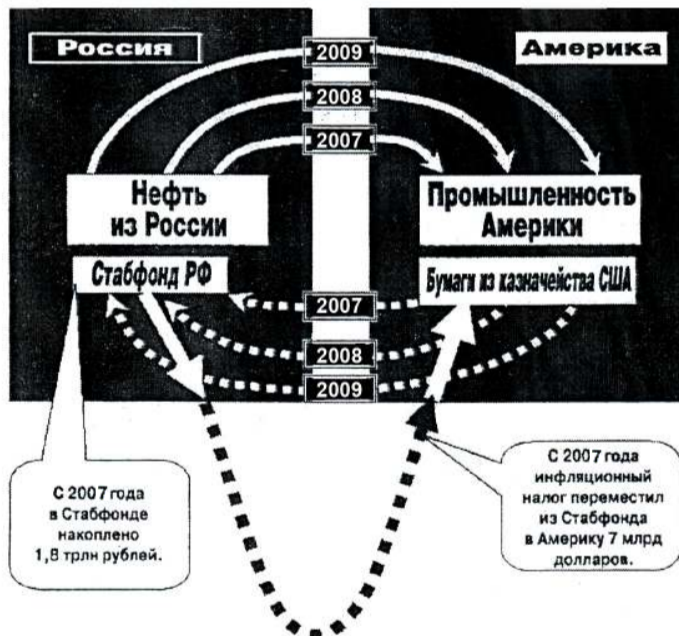 Россия
Америка
2009
2008
2007
Нефть
из России
Промышленность
Америки
Стабфонд РФ
Бумаги из казначейства США
2007
2008
2009
С 2007 года
в Стабфонде
накоплено
1,8 трлн рублей.
С 2007 года
инфляционный
налог переместил
из Стабфонда
в Америку 7 млрд
долларов.